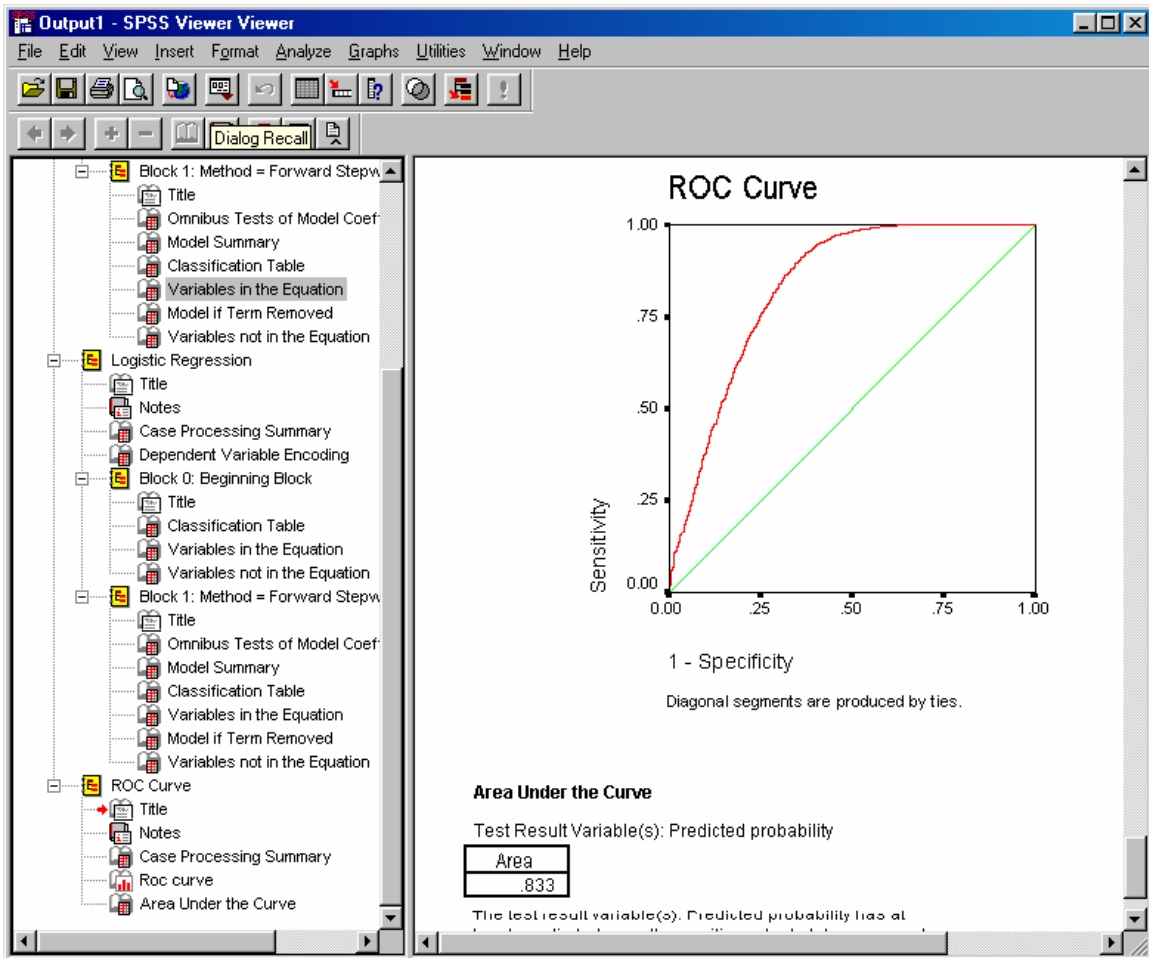 Output1 - SPSS Viewer Viewer
File Edit View Insert Format Analyze Graphs Utilities Window Help
Dialog Recall
Block 1: Method = Forward Stepw
Title
Omnibus Tests of Model Coef
Model Summary
Classification Table
Variables in the Equation
Model if Term Removed
Variables not in the Equation
Logistic Regression
Title
Notes
Case Processing Summary
Dependent Variable Encoding
Block 0: Beginning Block
Title
Classification Table
Variables in the Equation
Variables not in the Equation
Block 1: Method = Forward Stepw
Title
Omnibus Tests of Model Coef
Model Summary
Classification Table
Variables in the Equation
Model if Term Removed
Variables not in the Equation
ROC Curve
Title
Notes
Case Processing Summary
Roc curve
Area Under the Curve
ROC Curve
1.00
.75
.50
.25
0.00
Sensitivity
0.00 .25 .50 .75 1.00
1 - Specificity
Diagonal segments are produced by ties.
Area Under the Curve
Test Result Variable(s): Predicted probability
Area
.833
The test result variable(s): Predicted probability has at